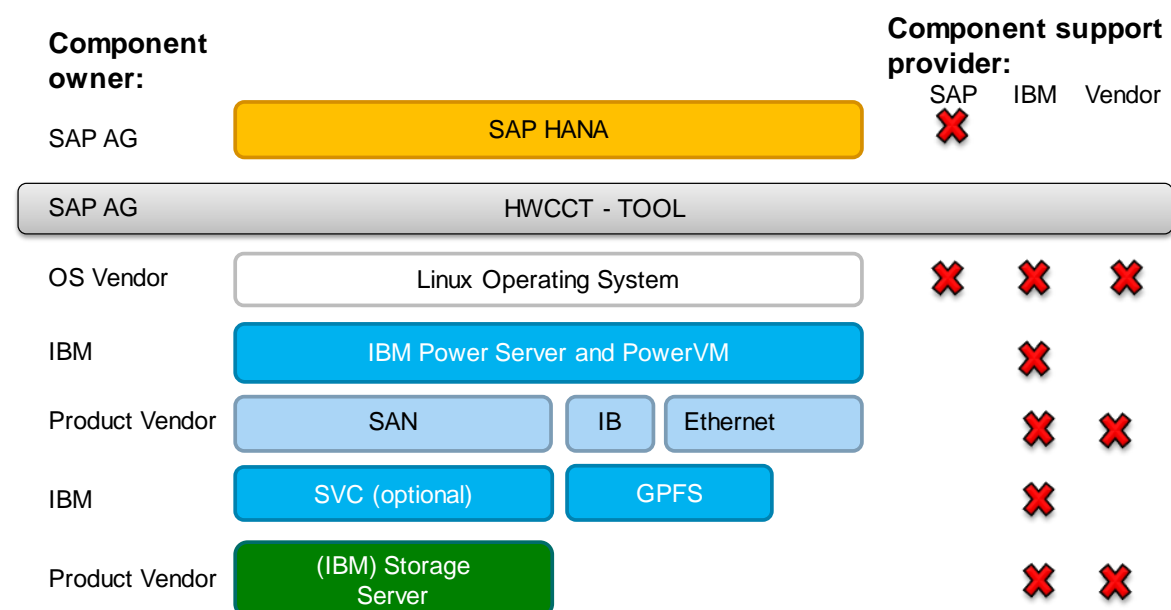 Component
owner:
Component support
provider:
SAP IBM Vendor
SAP AG SAP HANA
SAP AG HWCCT - TOOL
OS Vendor Linux Operating System
IBM IBM Power Server and PowerVM
Product Vendor SAN IB Ethernet
IBM SVC (optional) GPFS
Product Vendor (IBM) Storage
Server